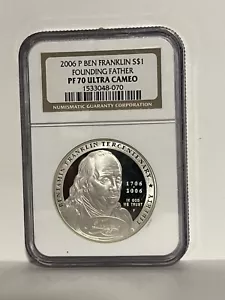 2006 P BEN FRANKLIN S$1
FOUNDING FATHER
PF 70 ULTRA CAMEO
1533048-070
NUMISMATIC GUARANTY CORPORATION
BENJAMIN FRANKLIN TERCENTENARY
1706
2006
IN GOD
WE TRUST
LIBERTY